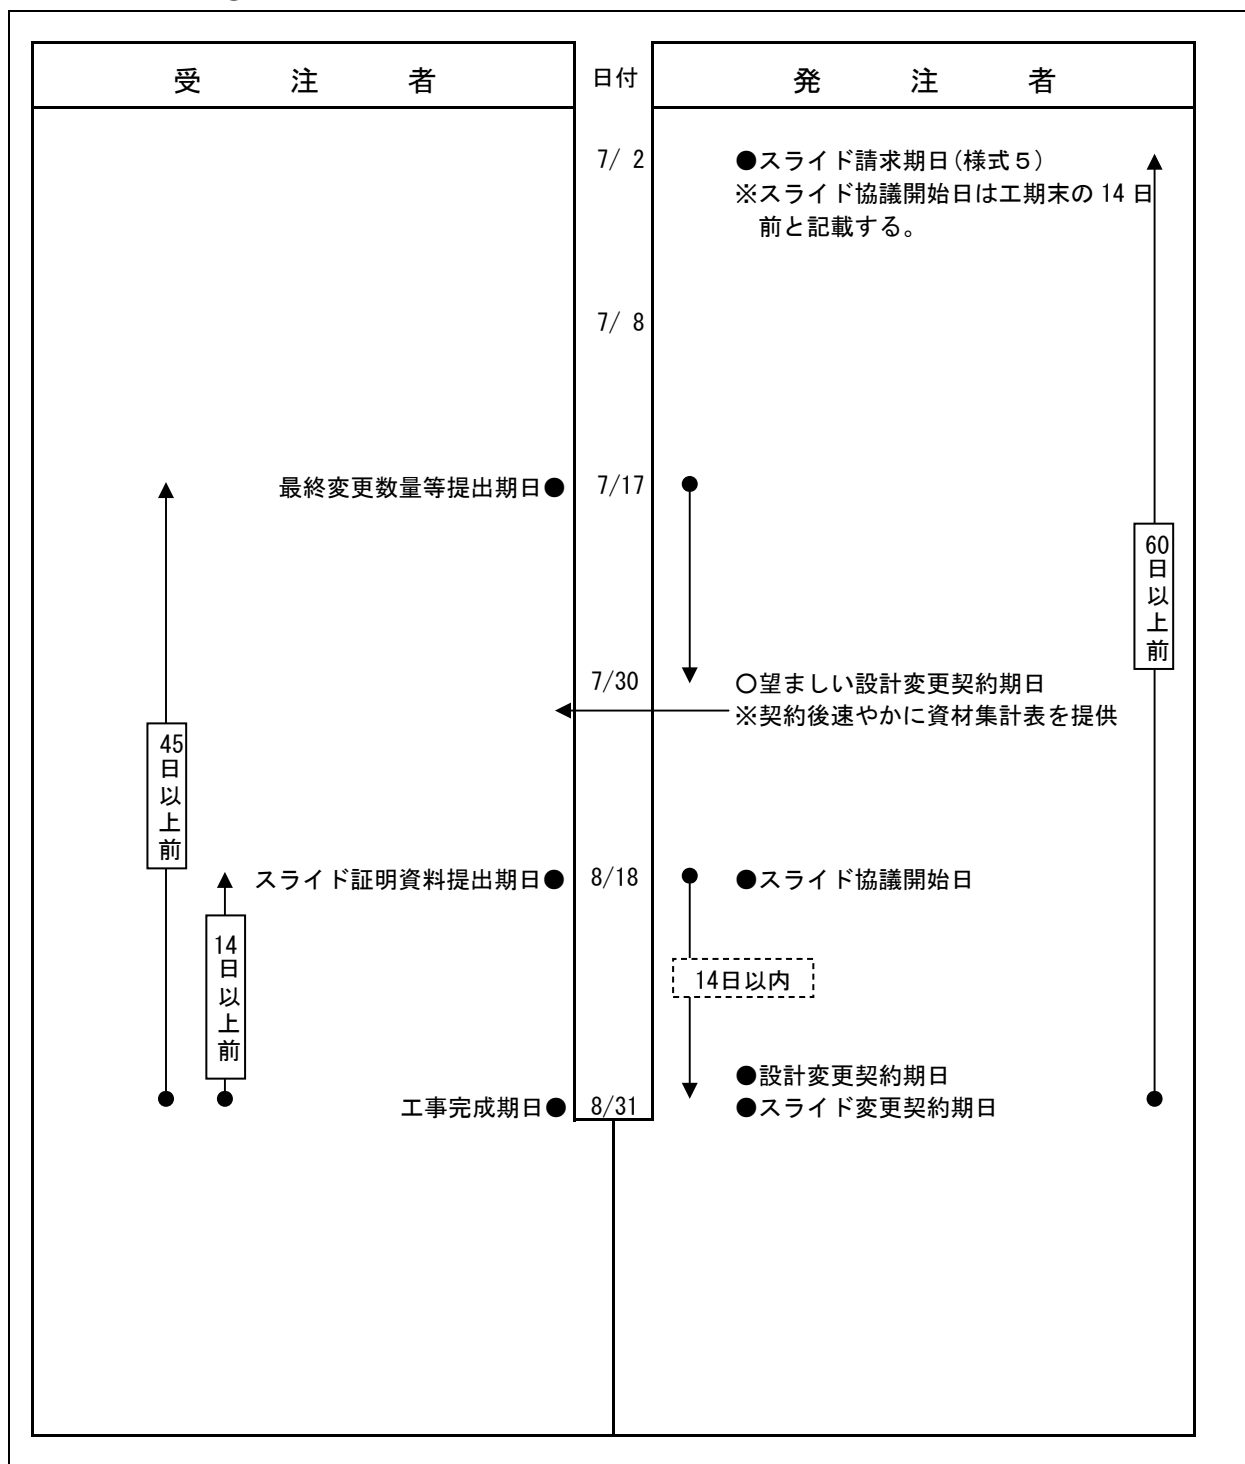 受　注　者
日付
発　注　者
7/ 2
●スライド請求期日(様式５)
※スライド協議開始日は工期末の 14 日
前と記載する。
7/ 8
最終変更数量等提出期日●
7/17
60日以上前
7/30
○望ましい設計変更契約期日
※契約後速やかに資材集計表を提供
45日以上前
スライド証明資料提出期日●
8/18
●スライド協議開始日
14日以上前
14日以内
●設計変更契約期日
工事完成期日●
8/31
●スライド変更契約期日